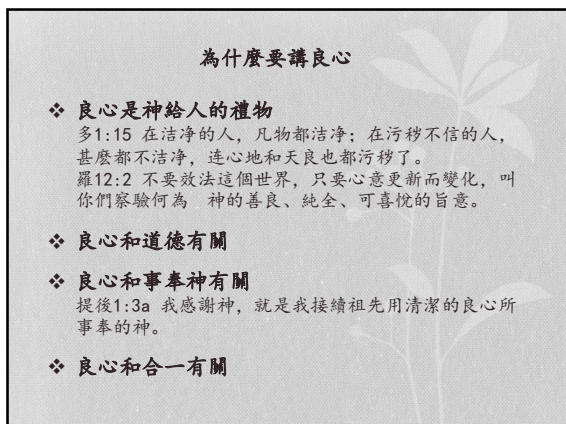 為什麼要講良心
❖ 良心是神給人的禮物
多1:15 在洁净的人，凡物都洁净；在污秽不信的人，
甚麽都不洁净，连心地和天良也都污秽了。
羅12:2 不要效法這個世界，只要心意更新而變化，叫
你們察驗何為　神的善良、純全、可喜悅的旨意。
❖ 良心和道德有關
❖ 良心和事奉神有關
提後1:3a 我感謝神，就是我接續祖先用清潔的良心所
事奉的神。
❖ 良心和合一有關